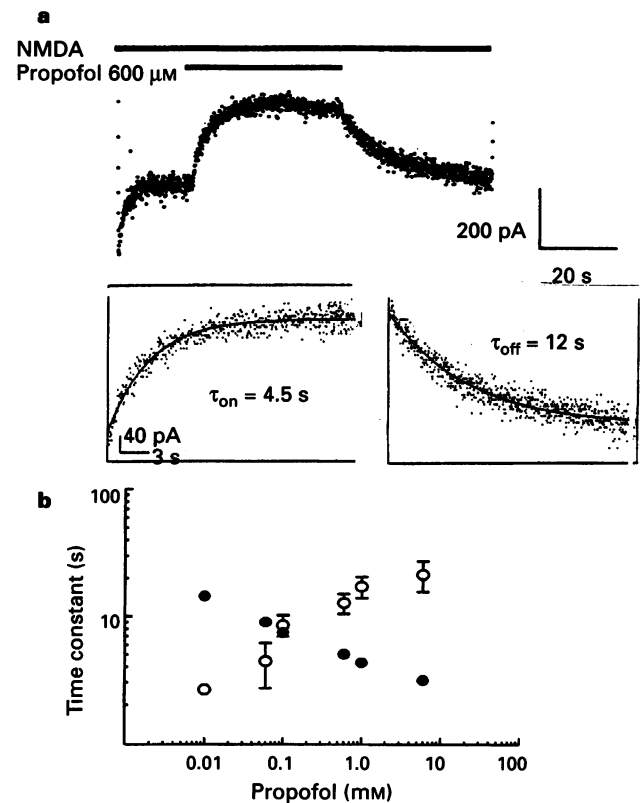 a
NMDA
Propofol 600 µM
200 pA
20 s
τon = 4.5 s
40 pA
3 s
τoff = 12 s
b
Time constant (s)
100
10
0.01 0.1 1.0 10 100
Propofol (mM)